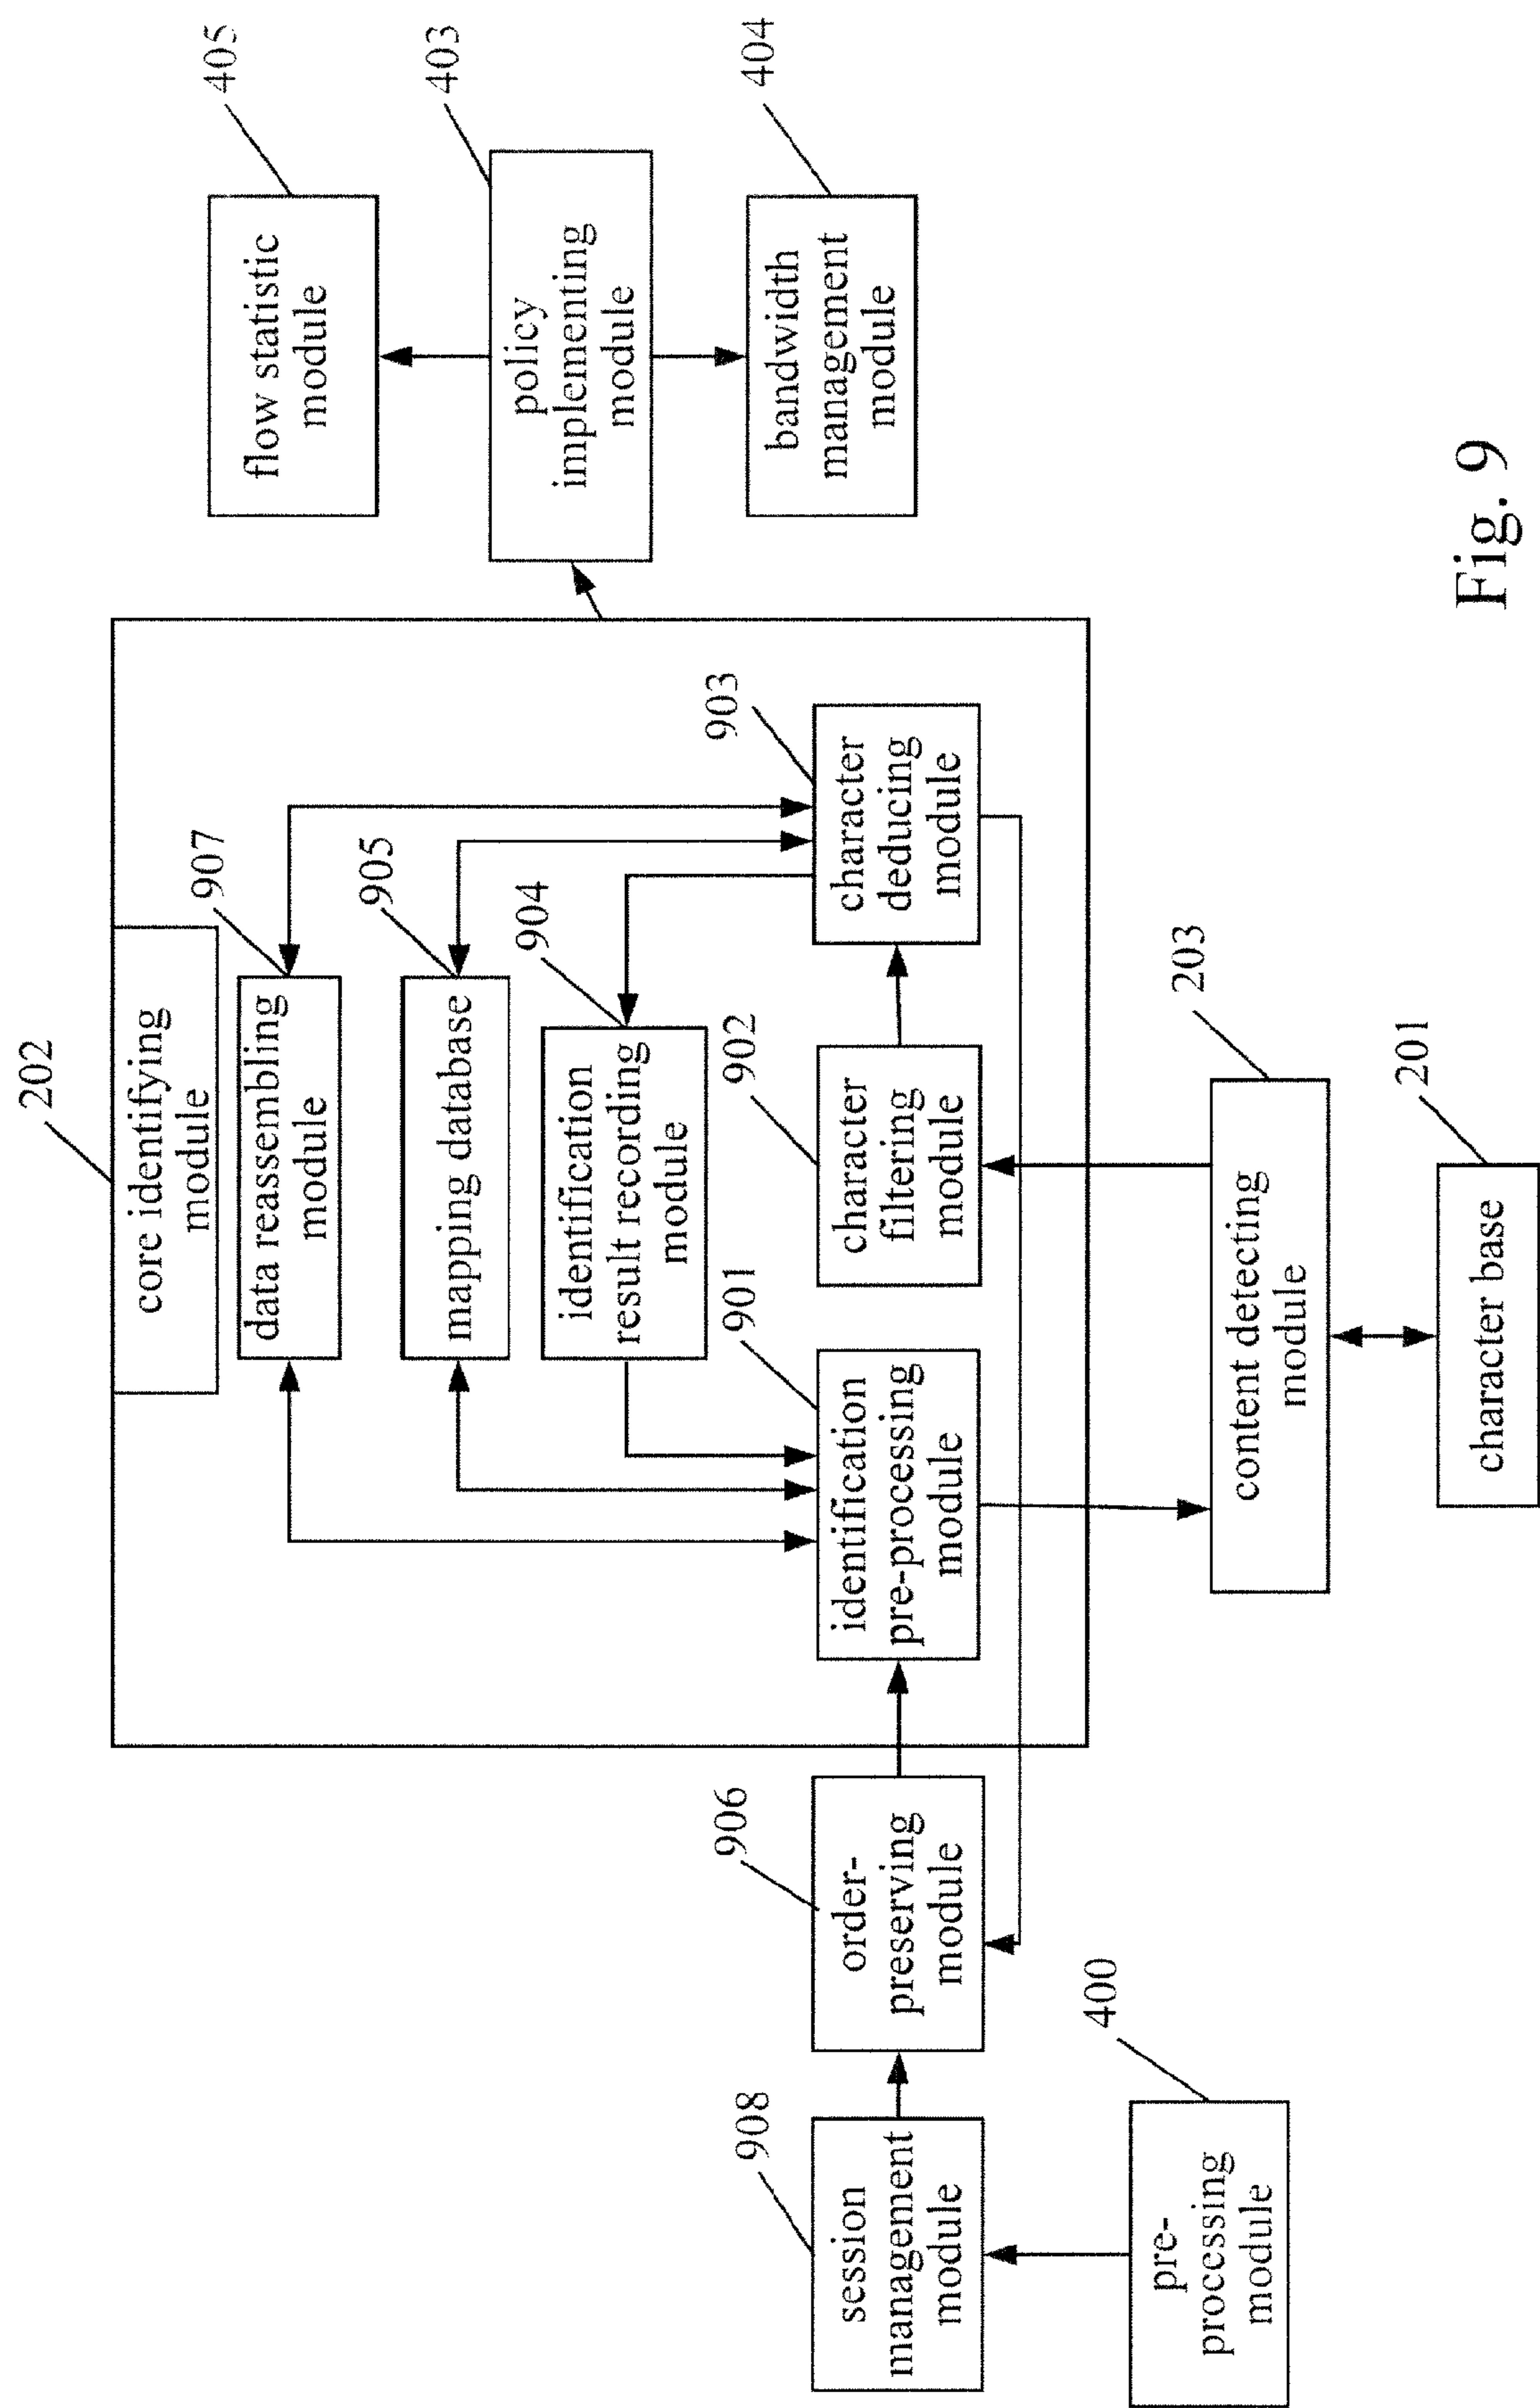 202
core identifying
module
907
data reassembling
module
905
mapping database
904
identification
result recording
module
405
flow statistic
module
403
policy
implementing
module
404
bandwidth
management
module
908
session
management
module
906
order-
preserving
module
901
identification
pre-processing
module
902
character
filtering
module
903
character
deducing
module
400
pre-
processing
module
203
content detecting
module
201
character base
Fig. 9